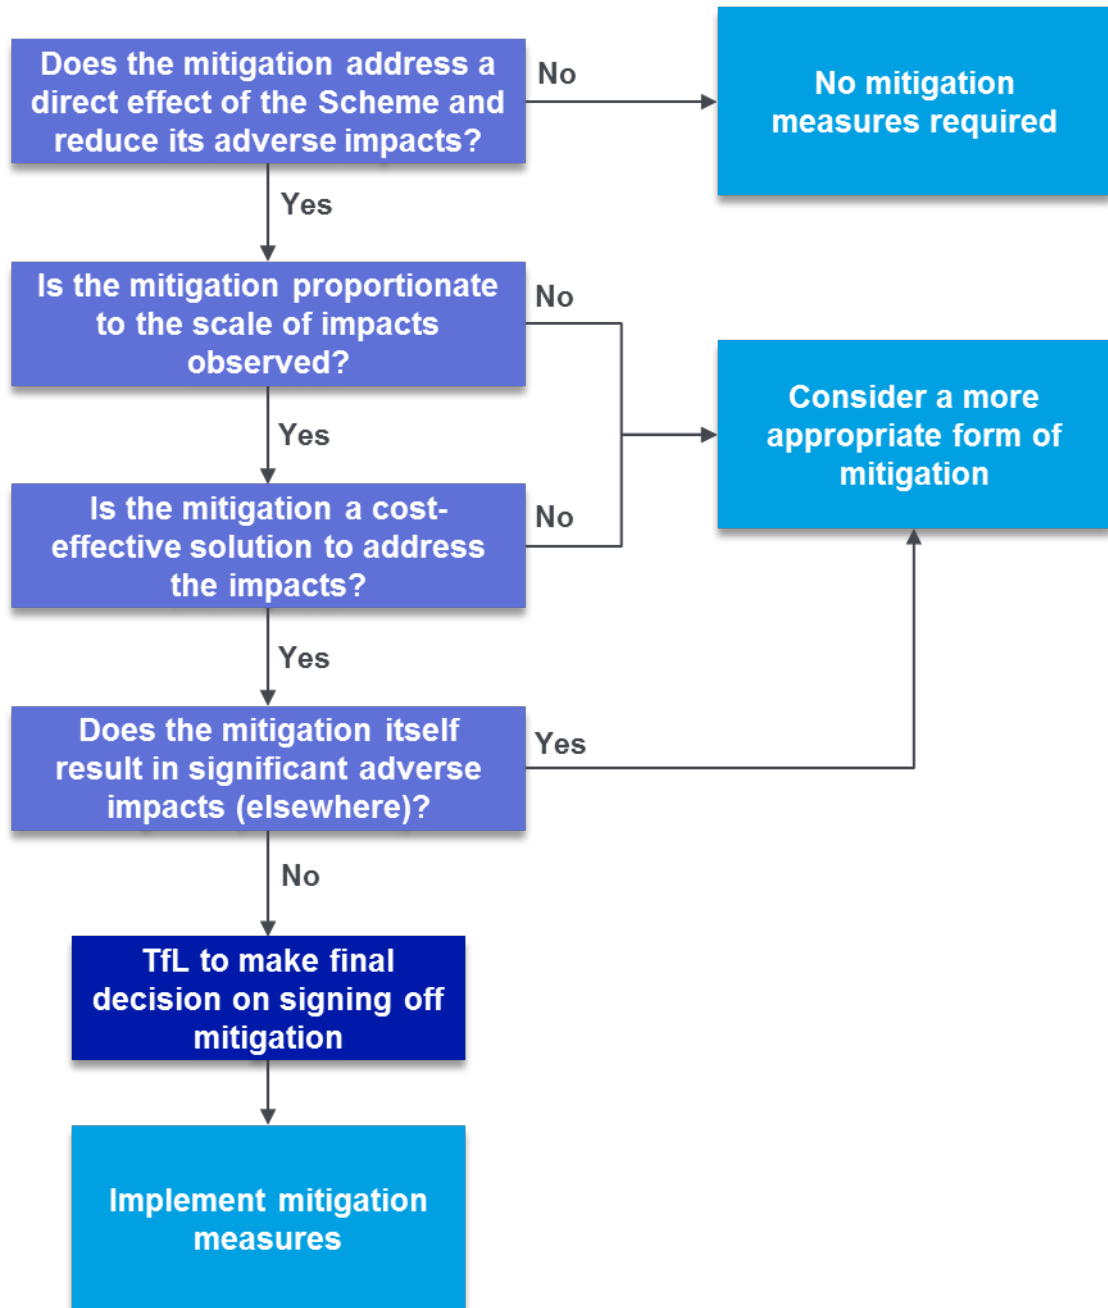 Does the mitigation address a
direct effect of the Scheme and
reduce its adverse impacts?
No
No mitigation
measures required
Yes
Is the mitigation proportionate
to the scale of impacts
observed?
No
Consider a more
appropriate form of
mitigation
Yes
Is the mitigation a cost-
effective solution to address
the impacts?
No
Yes
Does the mitigation itself
result in significant adverse
impacts (elsewhere)?
Yes
No
TfL to make final
decision on signing off
mitigation
Implement mitigation
measures